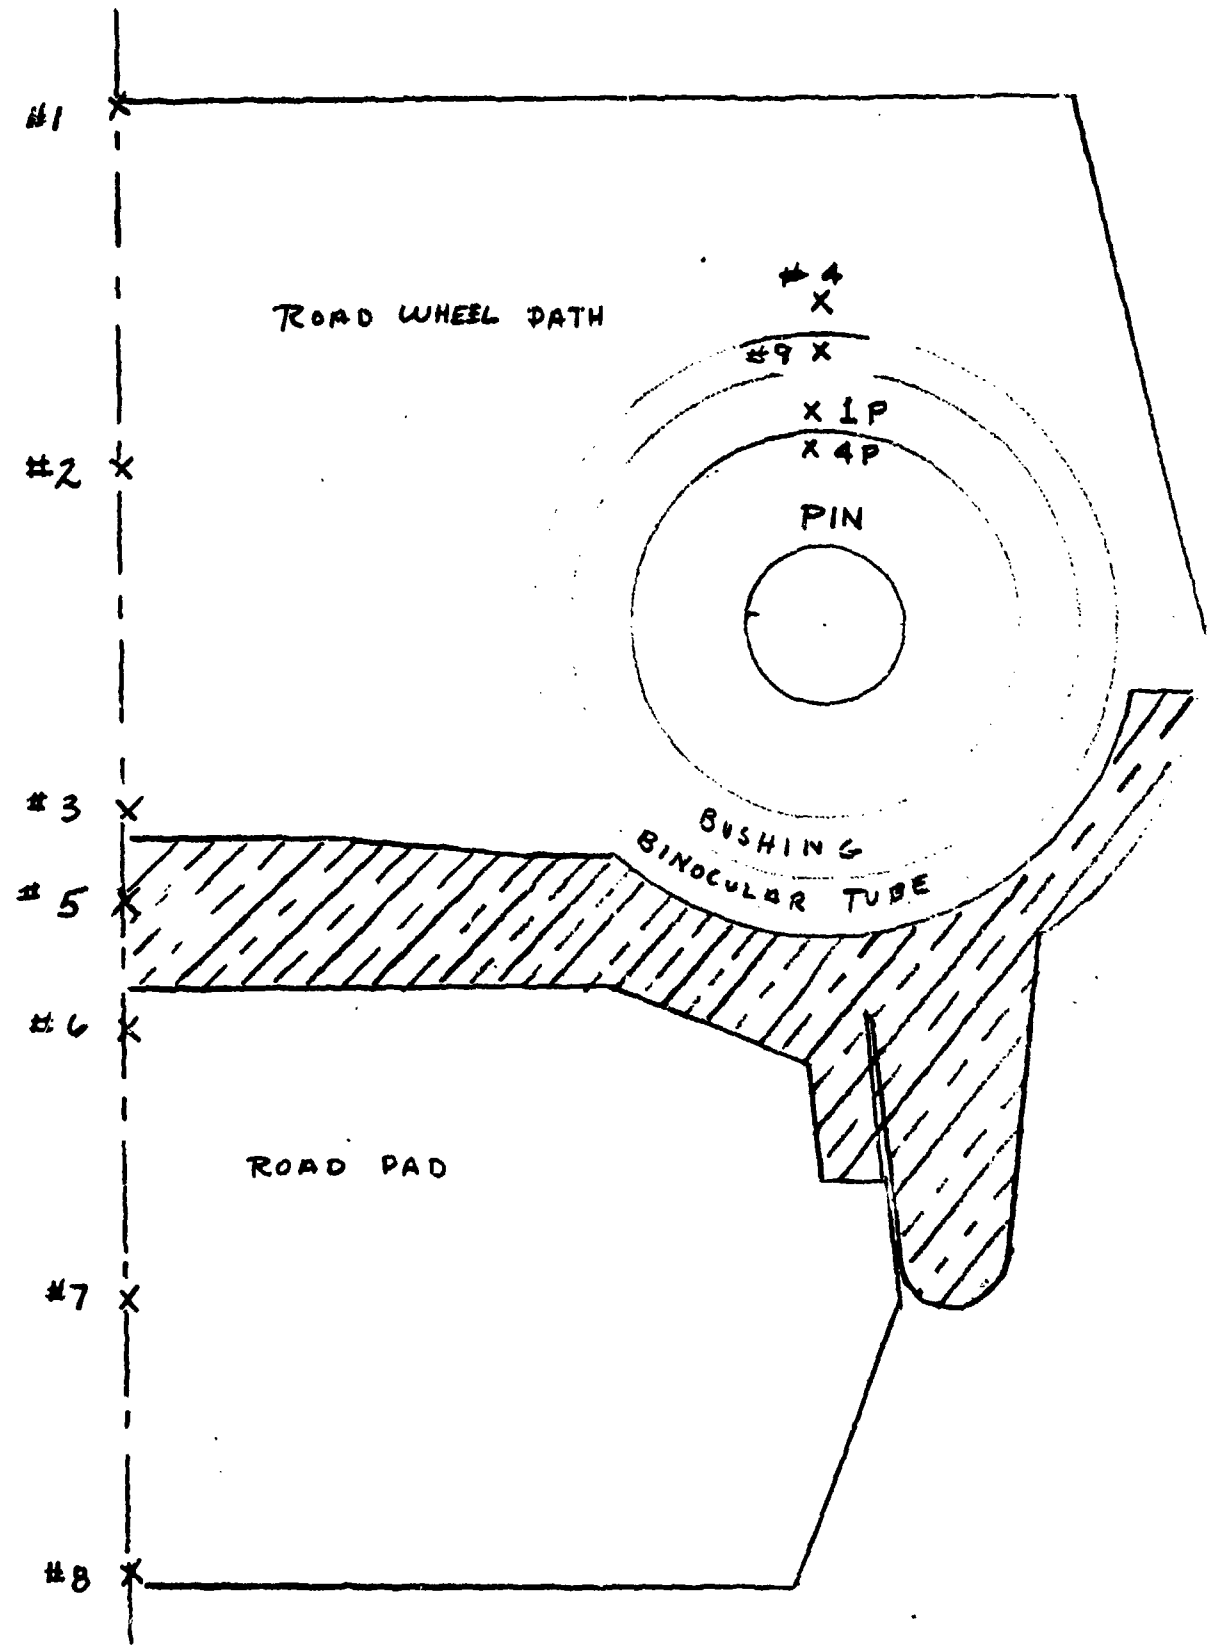 #1
#4
ROAD WHEEL PATH
#9
1P
#2
4P
PIN
#3
BUSHING
BINOCULAR TUBE
#5
#6
ROAD PAD
#7
#8